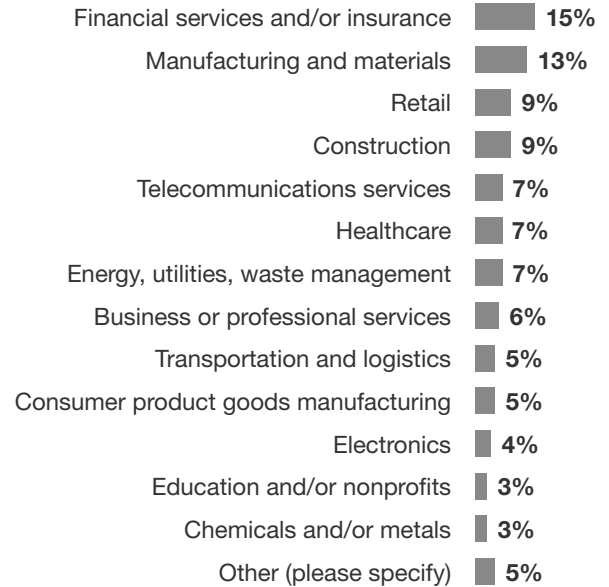 Financial services and/or insurance 15%
Manufacturing and materials 13%
Retail 9%
Construction 9%
Telecommunications services 7%
Healthcare 7%
Energy, utilities, waste management 7%
Business or professional services 6%
Transportation and logistics 5%
Consumer product goods manufacturing 5%
Electronics 4%
Education and/or nonprofits 3%
Chemicals and/or metals 3%
Other (please specify) 5%